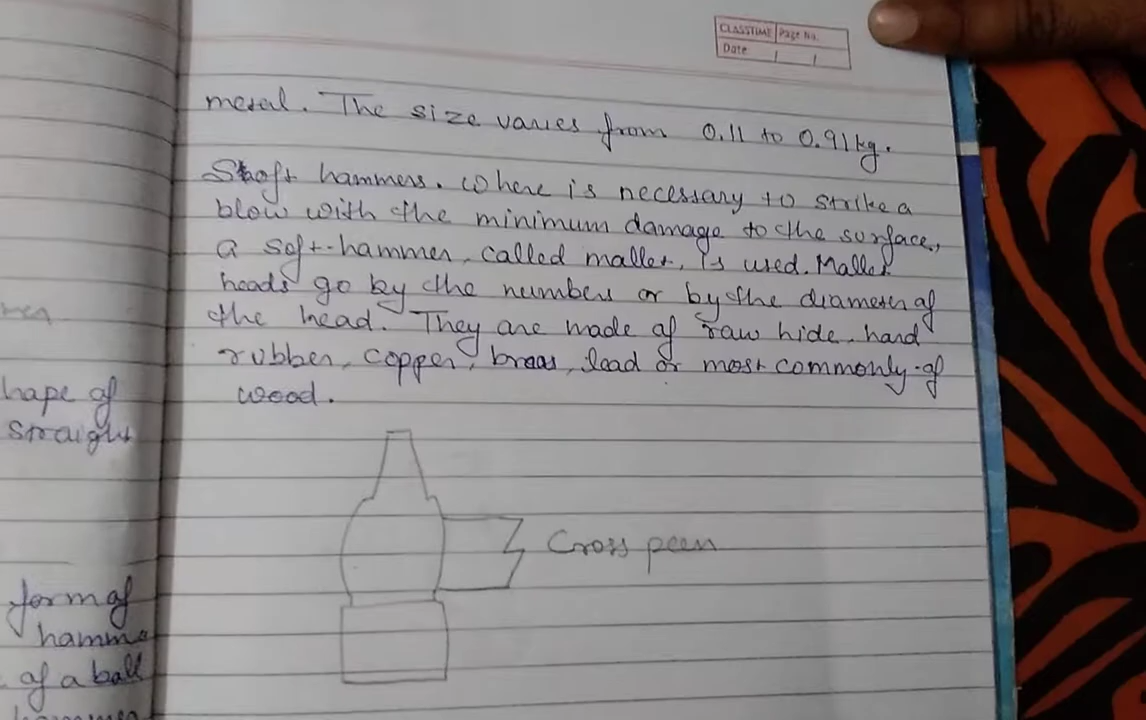 CLASSTIME Page No.
Date / /
metal. The size varies from 0.11 to 0.91 kg.
Soft hammers. Where is necessary to strike a
blow with the minimum damage to the surface,
a soft-hammer, called mallet, is used. Mallet
heads go by the numbers or by the diameter of
the head. They are made of raw hide, hard
rubber, copper, brass, lead or most commonly of
wood.
Cross peen
men
hape of
straight
form of
hamme
of a ball